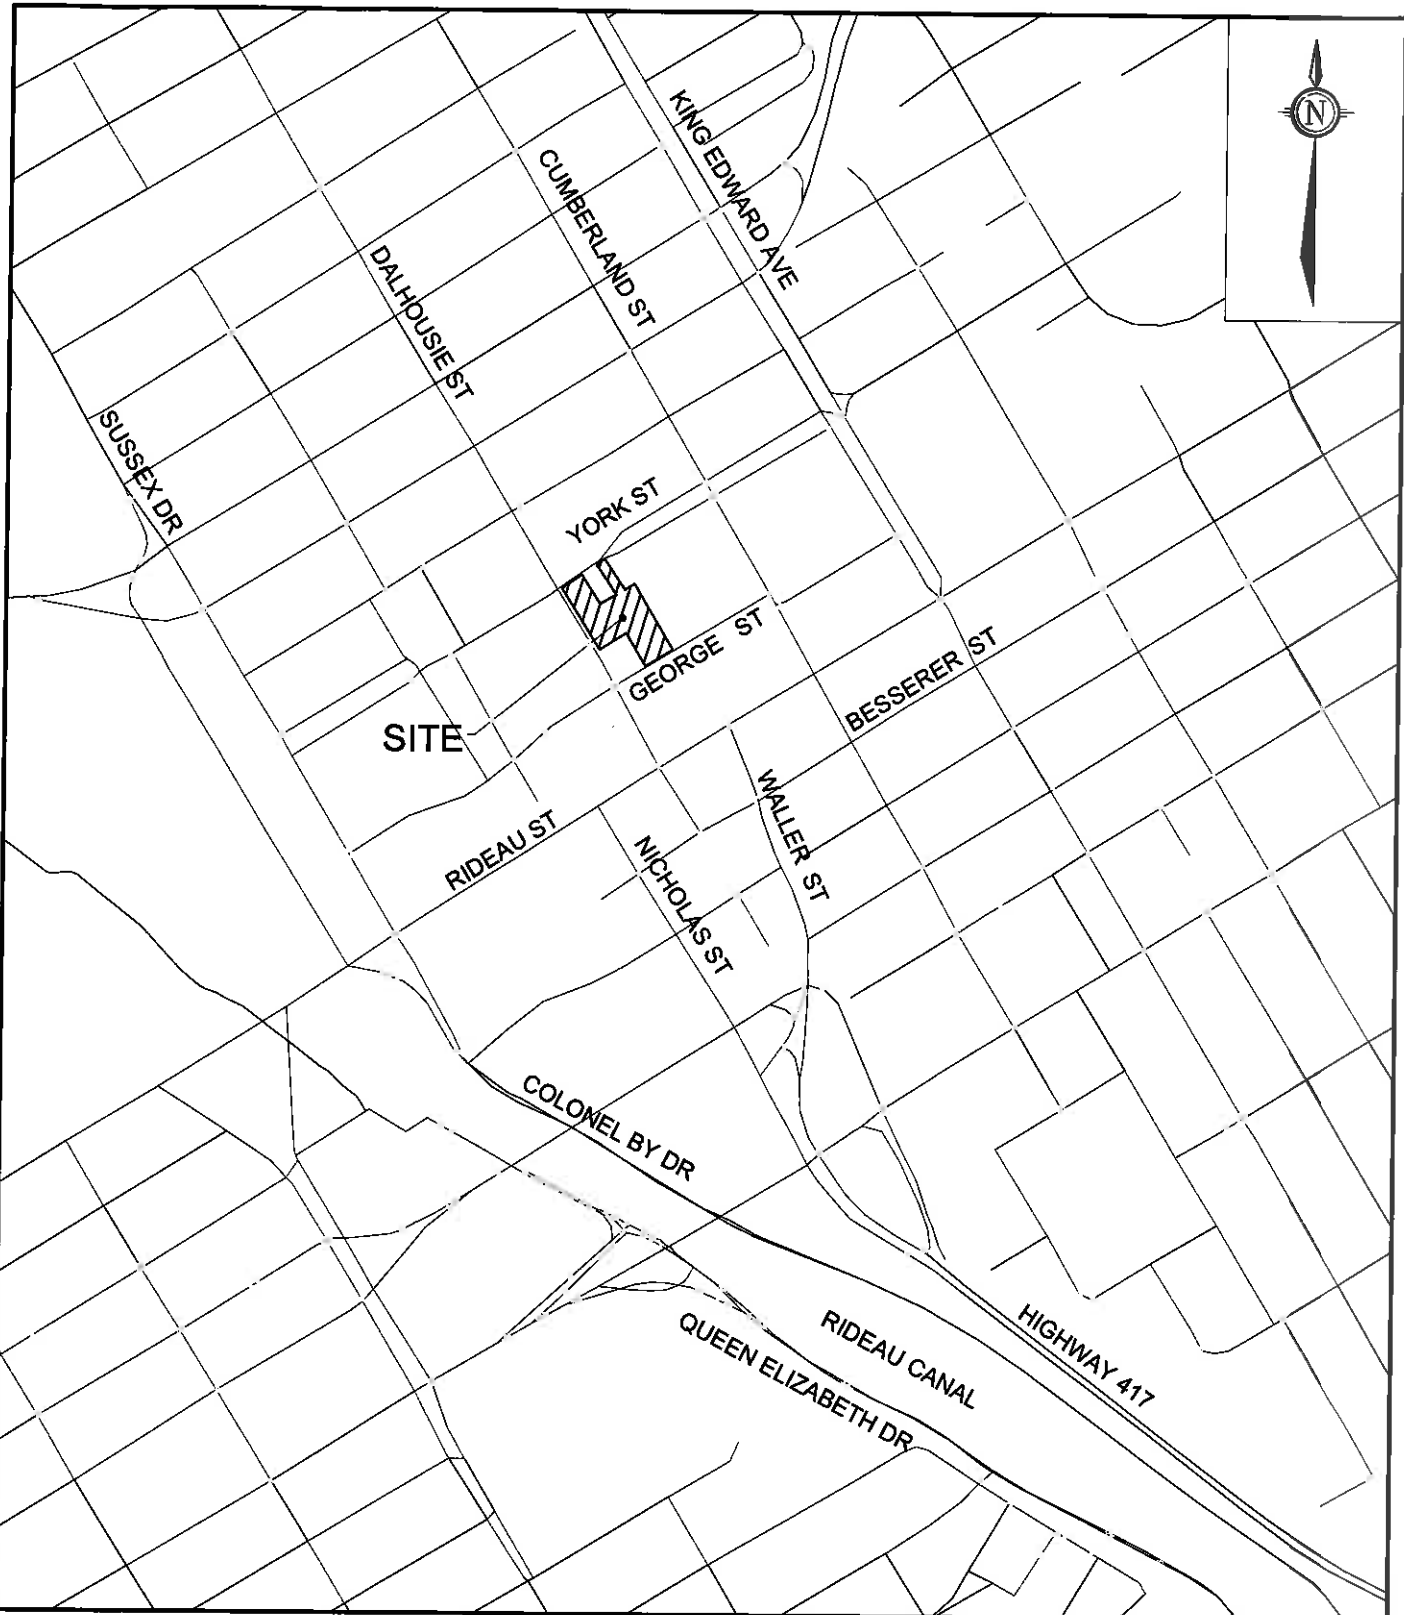 N
KING EDWARD AVE
CUMBERLAND ST
DALHOUSIE ST
SUSSEX DR
YORK ST
GEORGE ST
BESSERER ST
SITE
WALLER ST
RIDEAU ST
NICHOLAS ST
COLONEL BY DR
RIDEAU CANAL
HIGHWAY 417
QUEEN ELIZABETH DR